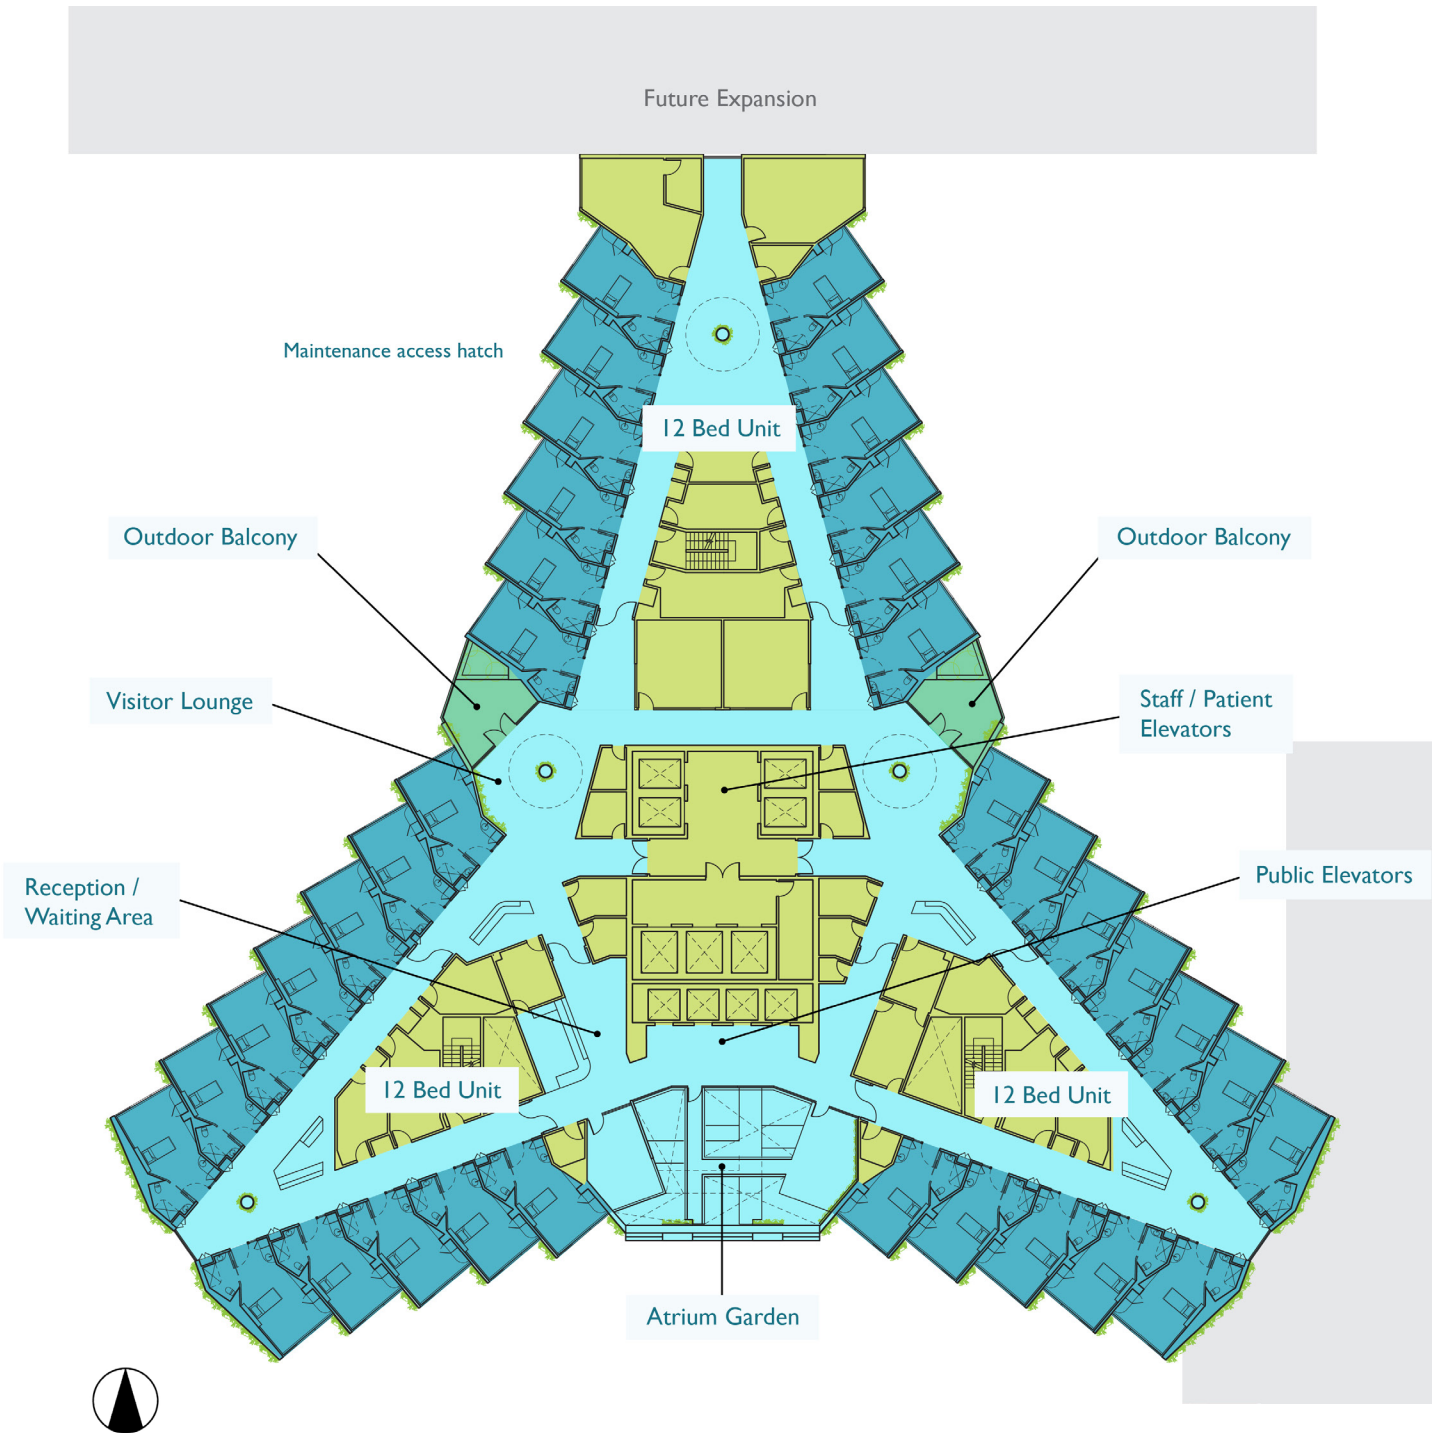 Future Expansion
Maintenance access hatch
12 Bed Unit
Outdoor Balcony
Outdoor Balcony
Visitor Lounge
Staff / Patient
Elevators
Reception /
Waiting Area
Public Elevators
12 Bed Unit
12 Bed Unit
Atrium Garden